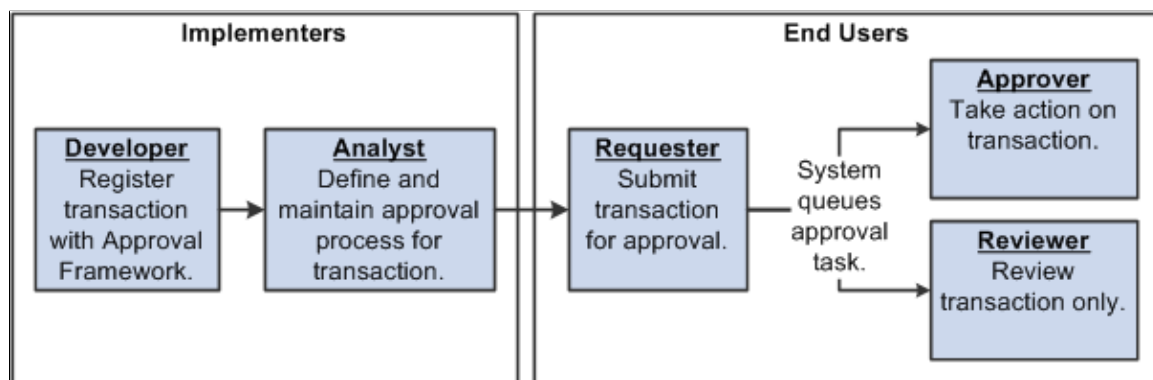 Implementers
Developer
Register
transaction
with Approval
Framework.
Analyst
Define and
maintain approval
process for
transaction.
End Users
Requester
Submit
transaction
for approval.
System
queues
approval
task.
Approver
Take action on
transaction.
Reviewer
Review
transaction only.